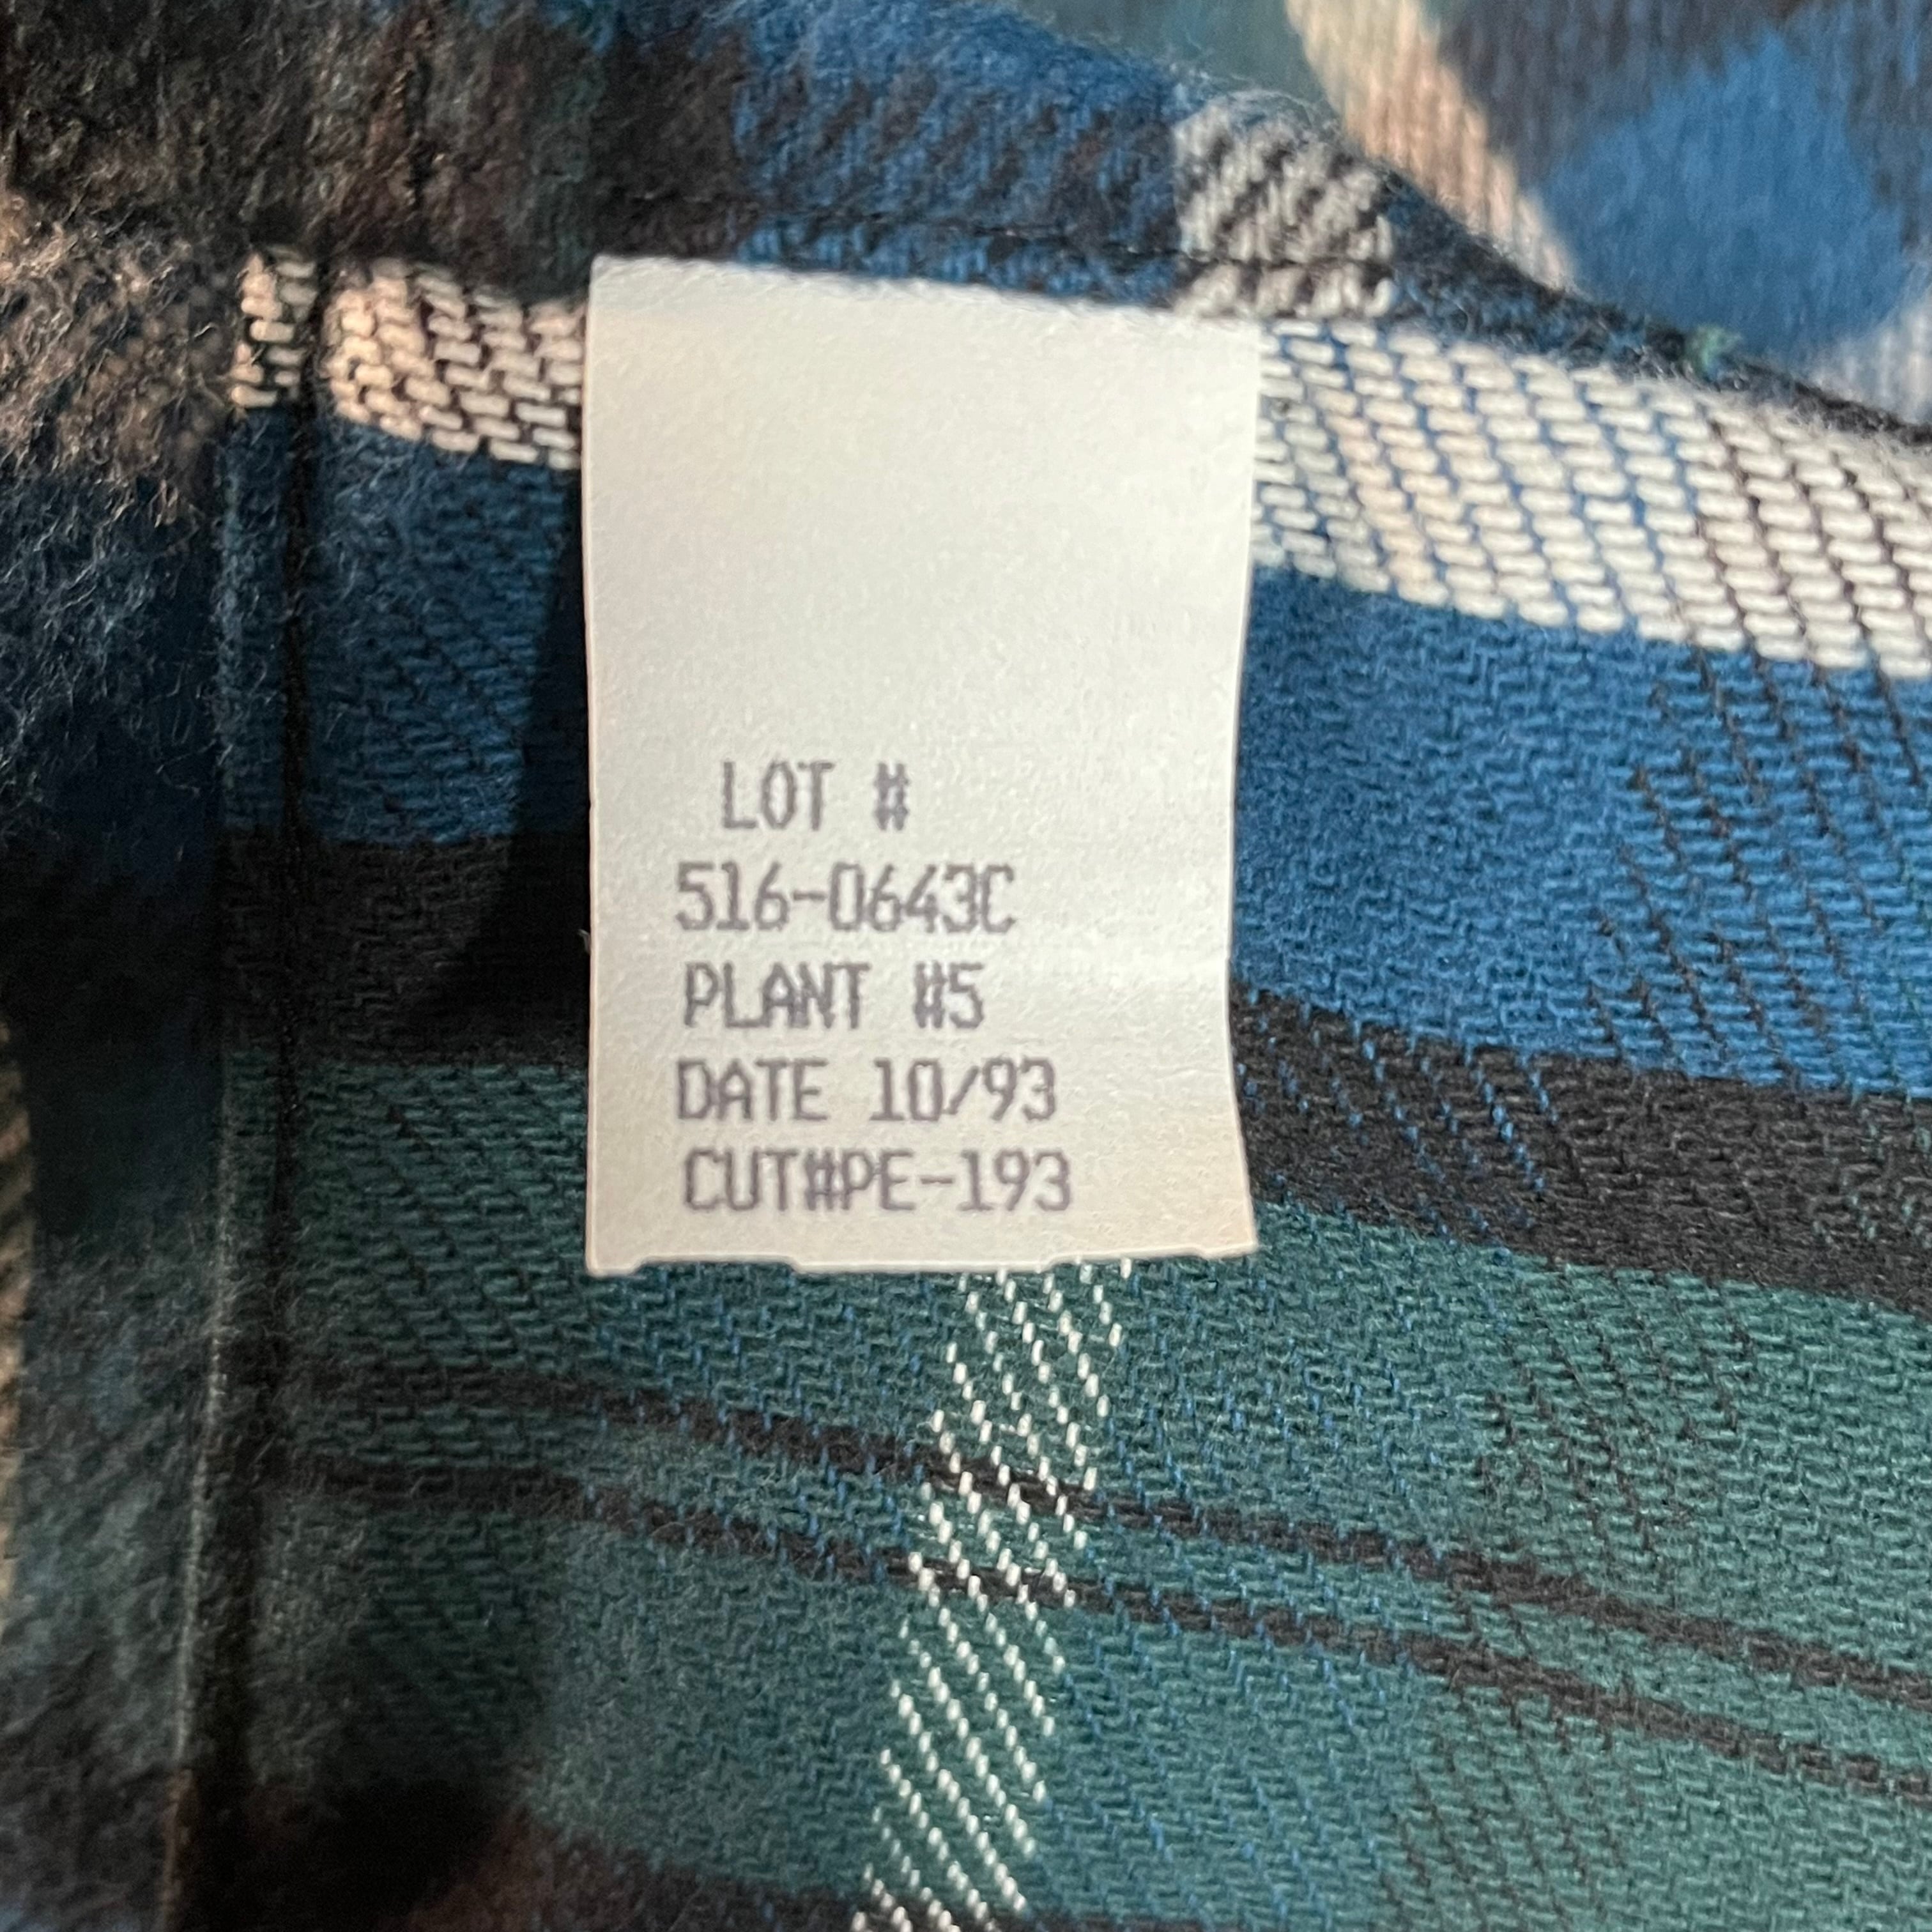 LOT #
516-0643C
PLANT #5
DATE 10/93
CUT#PE-193